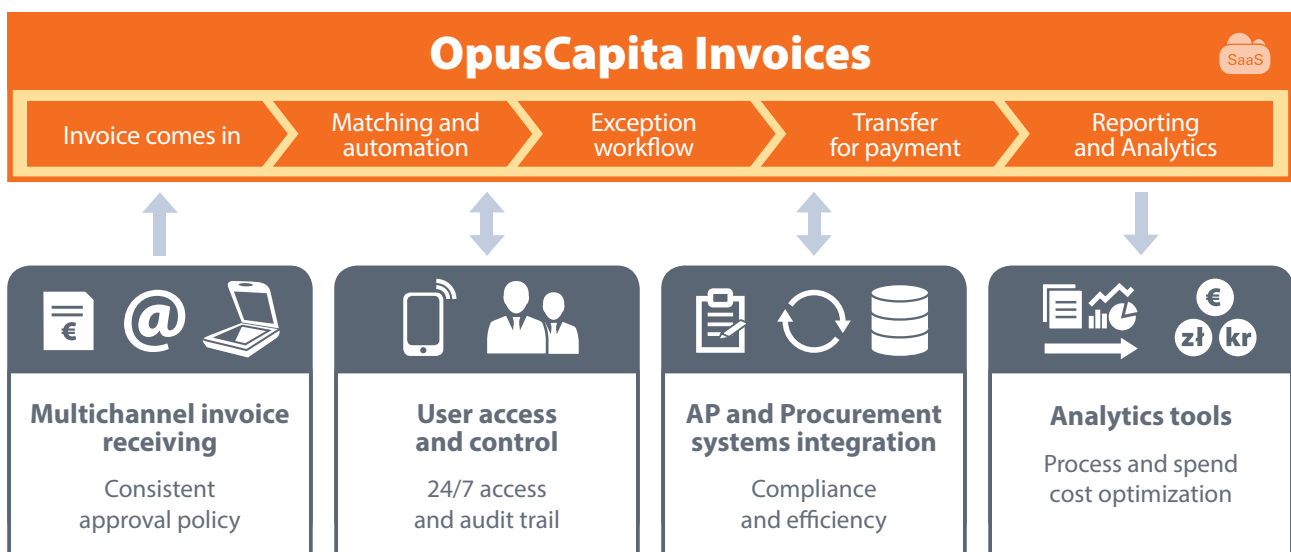 OpusCapita Invoices
SaaS
Invoice comes in
Matching and
automation
Exception
workflow
Transfer
for payment
Reporting
and Analytics
€
@
€
zł
kr
Multichannel invoice
receiving
Consistent
approval policy
User access
and control
24/7 access
and audit trail
AP and Procurement
systems integration
Compliance
and efficiency
Analytics tools
Process and spend
cost optimization